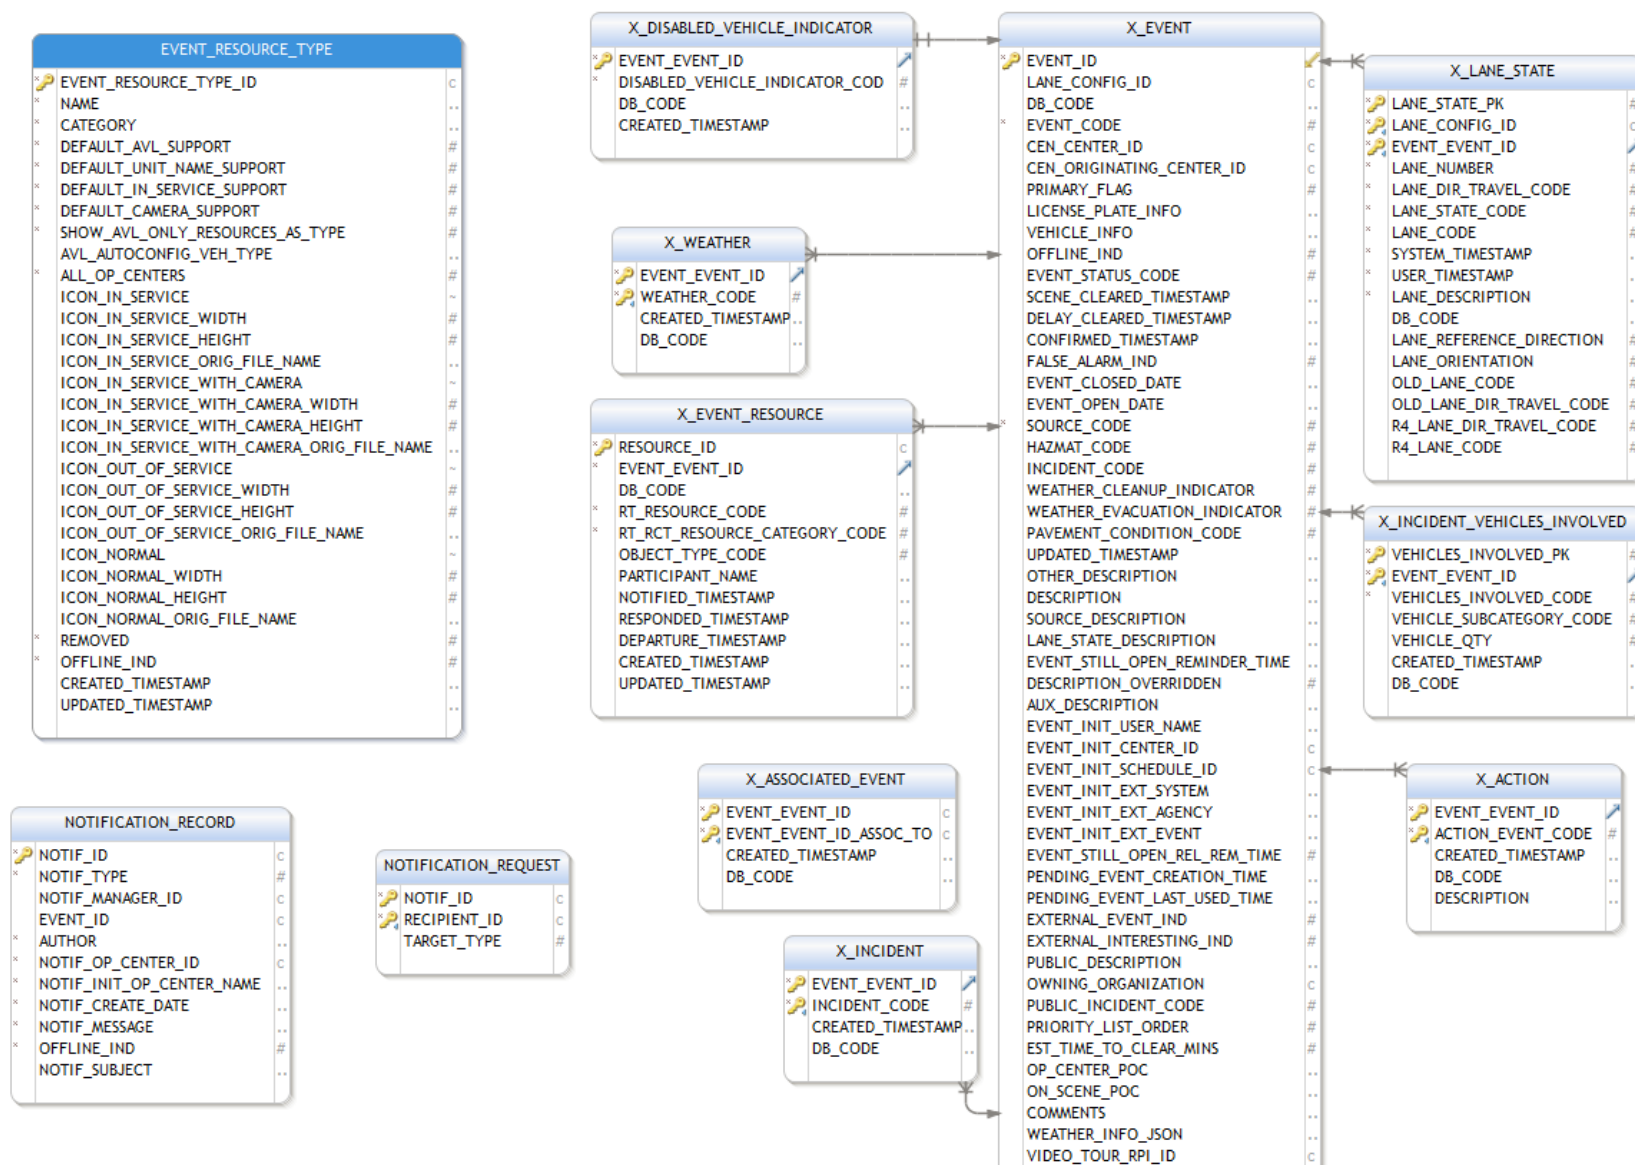 EVENT_RESOURCE_TYPE
EVENT_RESOURCE_TYPE_ID
NAME
CATEGORY
DEFAULT_AVL_SUPPORT
DEFAULT_UNIT_NAME_SUPPORT
DEFAULT_IN_SERVICE_SUPPORT
DEFAULT_CAMERA_SUPPORT
SHOW_AVL_ONLY_RESOURCES_AS_TYPE
AVL_AUTOCONFIG_VEH_TYPE
ALL_OP_CENTERS
ICON_IN_SERVICE
ICON_IN_SERVICE_WIDTH
ICON_IN_SERVICE_HEIGHT
ICON_IN_SERVICE_ORIG_FILE_NAME
ICON_IN_SERVICE_WITH_CAMERA
ICON_IN_SERVICE_WITH_CAMERA_WIDTH
ICON_IN_SERVICE_WITH_CAMERA_HEIGHT
ICON_IN_SERVICE_WITH_CAMERA_ORIG_FILE_NAME
ICON_OUT_OF_SERVICE
ICON_OUT_OF_SERVICE_WIDTH
ICON_OUT_OF_SERVICE_HEIGHT
ICON_OUT_OF_SERVICE_ORIG_FILE_NAME
ICON_NORMAL
ICON_NORMAL_WIDTH
ICON_NORMAL_HEIGHT
ICON_NORMAL_ORIG_FILE_NAME
REMOVED
OFFLINE_IND
CREATED_TIMESTAMP
UPDATED_TIMESTAMP
NOTIFICATION_RECORD
NOTIF_ID
NOTIF_TYPE
NOTIF_MANAGER_ID
EVENT_ID
AUTHOR
NOTIF_OP_CENTER_ID
NOTIF_INIT_OP_CENTER_NAME
NOTIF_CREATE_DATE
NOTIF_MESSAGE
OFFLINE_IND
NOTIF_SUBJECT
NOTIFICATION_REQUEST
NOTIF_ID
RECIPIENT_ID
TARGET_TYPE
X_DISABLED_VEHICLE_INDICATOR
EVENT_EVENT_ID
DISABLED_VEHICLE_INDICATOR_COD
DB_CODE
CREATED_TIMESTAMP
X_WEATHER
EVENT_EVENT_ID
WEATHER_CODE
CREATED_TIMESTAMP
DB_CODE
X_EVENT_RESOURCE
RESOURCE_ID
EVENT_EVENT_ID
DB_CODE
RT_RESOURCE_CODE
RT_RCT_RESOURCE_CATEGORY_CODE
OBJECT_TYPE_CODE
PARTICIPANT_NAME
NOTIFIED_TIMESTAMP
RESPONDED_TIMESTAMP
DEPARTURE_TIMESTAMP
CREATED_TIMESTAMP
UPDATED_TIMESTAMP
X_ASSOCIATED_EVENT
EVENT_EVENT_ID
EVENT_EVENT_ID_ASSOC_TO
CREATED_TIMESTAMP
DB_CODE
X_INCIDENT
EVENT_EVENT_ID
INCIDENT_CODE
CREATED_TIMESTAMP
DB_CODE
X_EVENT
EVENT_ID
LANE_CONFIG_ID
DB_CODE
EVENT_CODE
CEN_CENTER_ID
CEN_ORIGINATING_CENTER_ID
PRIMARY_FLAG
LICENSE_PLATE_INFO
VEHICLE_INFO
OFFLINE_IND
EVENT_STATUS_CODE
SCENE_CLEARED_TIMESTAMP
DELAY_CLEARED_TIMESTAMP
CONFIRMED_TIMESTAMP
FALSE_ALARM_IND
EVENT_CLOSED_DATE
EVENT_OPEN_DATE
SOURCE_CODE
HAZMAT_CODE
INCIDENT_CODE
WEATHER_CLEANUP_INDICATOR
WEATHER_EVACUATION_INDICATOR
PAVEMENT_CONDITION_CODE
UPDATED_TIMESTAMP
OTHER_DESCRIPTION
DESCRIPTION
SOURCE_DESCRIPTION
LANE_STATE_DESCRIPTION
EVENT_STILL_OPEN_REMINDER_TIME
DESCRIPTION_OVERRIDDEN
AUX_DESCRIPTION
EVENT_INIT_USER_NAME
EVENT_INIT_CENTER_ID
EVENT_INIT_SCHEDULE_ID
EVENT_INIT_EXT_SYSTEM
EVENT_INIT_EXT_AGENCY
EVENT_INIT_EXT_EVENT
EVENT_STILL_OPEN_REL_REM_TIME
PENDING_EVENT_CREATION_TIME
PENDING_EVENT_LAST_USED_TIME
EXTERNAL_EVENT_IND
EXTERNAL_INTERESTING_IND
PUBLIC_DESCRIPTION
OWNING_ORGANIZATION
PUBLIC_INCIDENT_CODE
PRIORITY_LIST_ORDER
EST_TIME_TO_CLEAR_MINS
OP_CENTER_POC
ON_SCENE_POC
COMMENTS
WEATHER_INFO_JSON
VIDEO_TOUR_RPI_ID
X_LANE_STATE
LANE_STATE_PK
LANE_CONFIG_ID
EVENT_EVENT_ID
LANE_NUMBER
LANE_DIR_TRAVEL_CODE
LANE_STATE_CODE
LANE_CODE
SYSTEM_TIMESTAMP
USER_TIMESTAMP
LANE_DESCRIPTION
DB_CODE
LANE_REFERENCE_DIRECTION
LANE_ORIENTATION
OLD_LANE_CODE
OLD_LANE_DIR_TRAVEL_CODE
R4_LANE_DIR_TRAVEL_CODE
R4_LANE_CODE
X_INCIDENT_VEHICLES_INVOLVED
VEHICLES_INVOLVED_PK
EVENT_EVENT_ID
VEHICLES_INVOLVED_CODE
VEHICLE_SUBCATEGORY_CODE
VEHICLE_QTY
CREATED_TIMESTAMP
DB_CODE
X_ACTION
EVENT_EVENT_ID
ACTION_EVENT_CODE
CREATED_TIMESTAMP
DB_CODE
DESCRIPTION